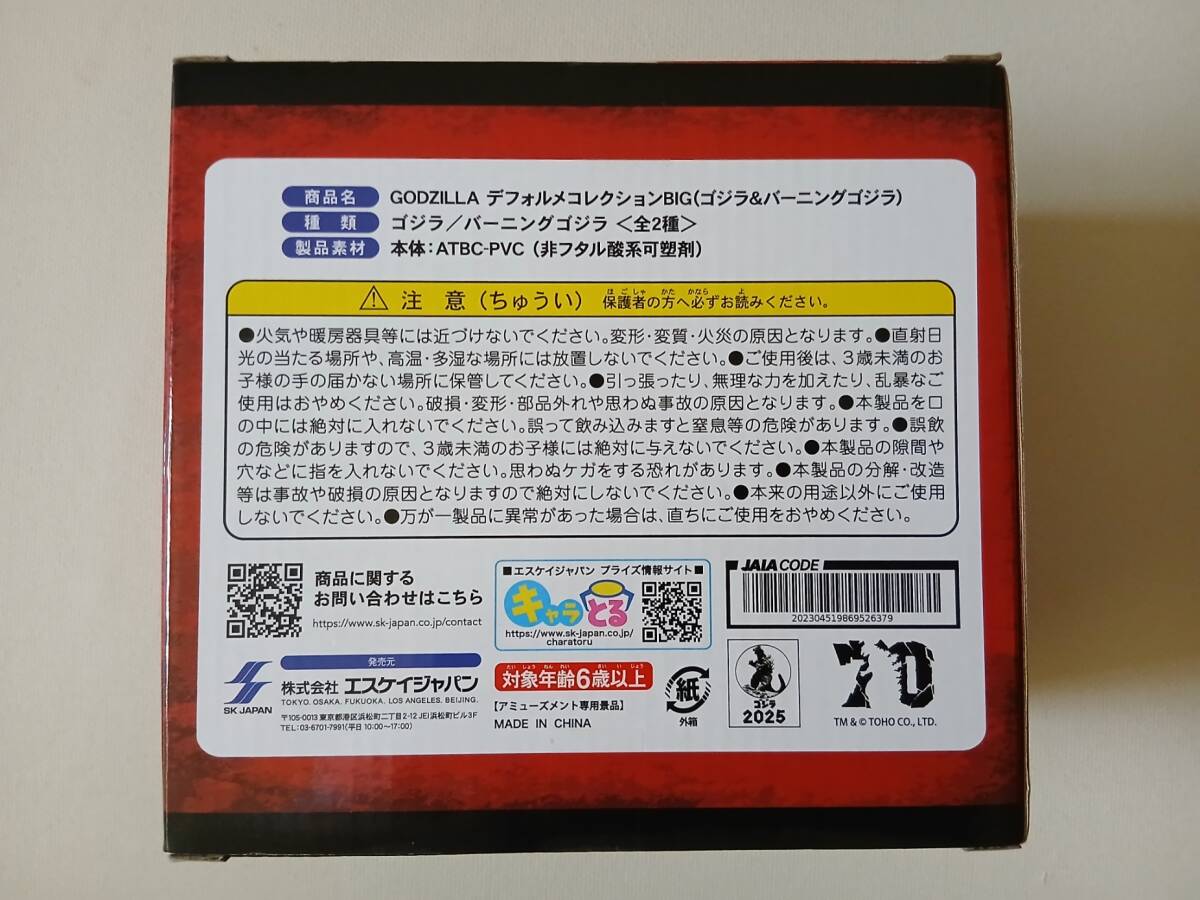 商品名 GODZILLA デフォルメコレクションBIG(ゴジラ&バーニングゴジラ)
種類 ゴジラ/バーニングゴジラ <全2種>
製品素材 本体:ATBC-PVC (非フタル酸系可塑剤)
⚠ 注意(ちゅうい) 保護者の方へ必ずお読みください。
●火気や暖房器具等には近づけないでください。変形・変質・火災の原因となります。●直射日
光の当たる場所や、高温・多湿な場所には放置しないでください。●ご使用後は、3歳未満のお
子様の手の届かない場所に保管してください。●引っ張ったり、無理な力を加えたり、乱暴なご
使用はおやめください。破損・変形・部品外れや思わぬ事故の原因となります。●本製品を口
の中には絶対に入れないでください。誤って飲み込みますと窒息等の危険があります。●誤飲
の危険がありますので、3歳未満のお子様には絶対に与えないでください。●本製品の隙間や
穴などに指を入れないでください。思わぬケガをする恐れがあります。●本製品の分解・改造
等は事故や破損の原因となりますので絶対にしないでください。●本来の用途以外にご使用
しないでください。●万が一製品に異常があった場合は、直ちにご使用をおやめください。
商品に関する
お問い合わせはこちら
https://www.sk-japan.co.jp/contact
■エスケイジャパン プライズ情報サイト■
キャラとる
https://www.sk-japan.co.jp/
charatoru
JAIA CODE
202304519869526379
SK JAPAN
発売元
株式会社 エスケイジャパン
TOKYO. OSAKA. FUKUOKA. LOS ANGELES. BEIJING.
〒105-0013 東京都港区浜松町2-2-12 JEI浜松町ビル3F
TEL:03-6701-7991(平日 10:00〜17:00)
たいしょうねんれい さいいじょう
対象年齢6歳以上
【アミューズメント専用景品】
MADE IN CHINA
紙
外箱
ゴジラ
2025
70
TM & © TOHO CO., LTD.